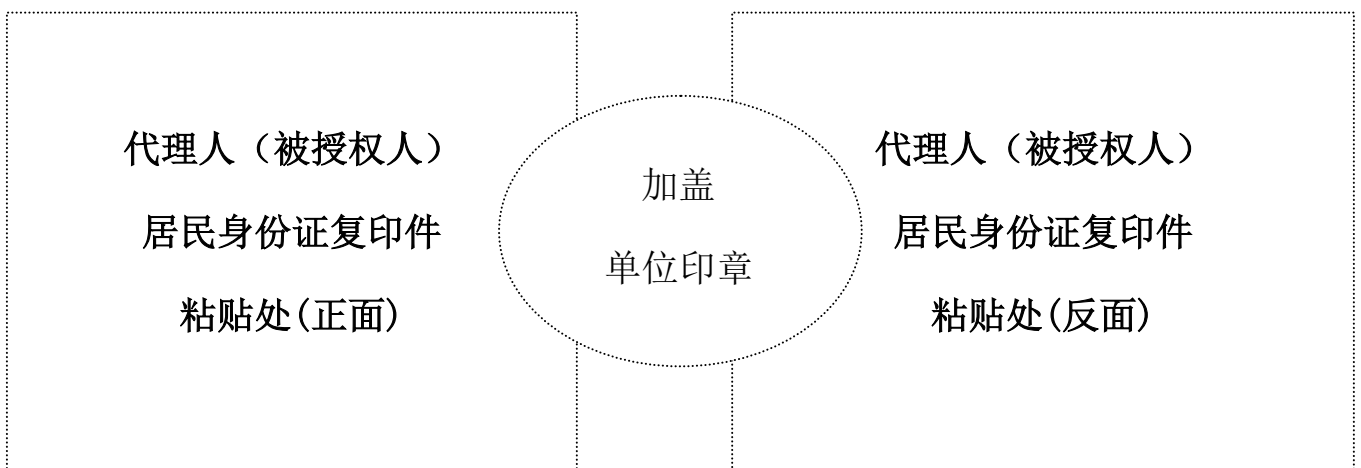 代理人（被授权人）
居民身份证复印件
粘贴处(正面)
加盖
单位印章
代理人（被授权人）
居民身份证复印件
粘贴处(反面)